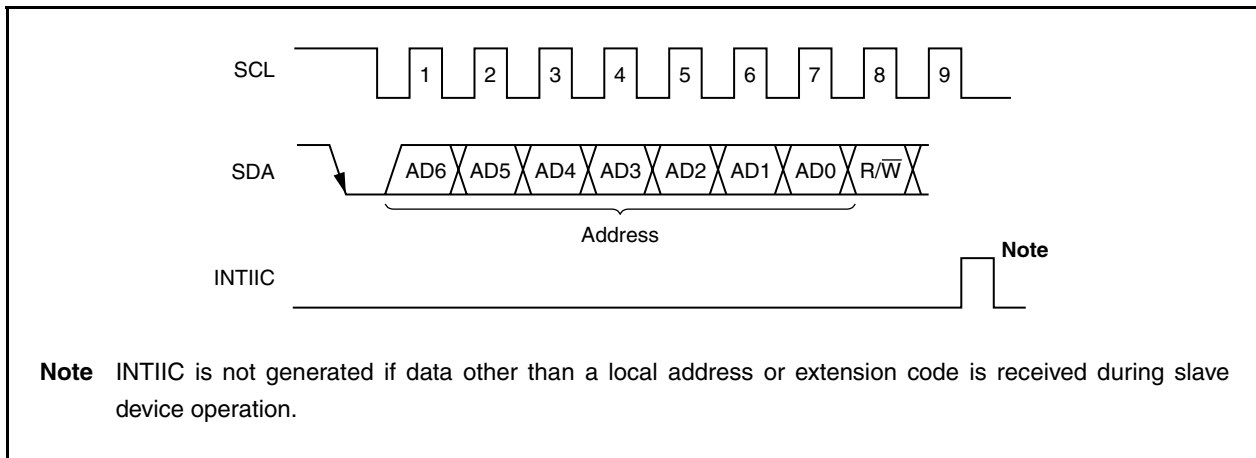 SCL
1 2 3 4 5 6 7 8 9
SDA
AD6 AD5 AD4 AD3 AD2 AD1 AD0 R/W̅
Address
INTIIC
Note
Note INTIIC is not generated if data other than a local address or extension code is received during slave
device operation.